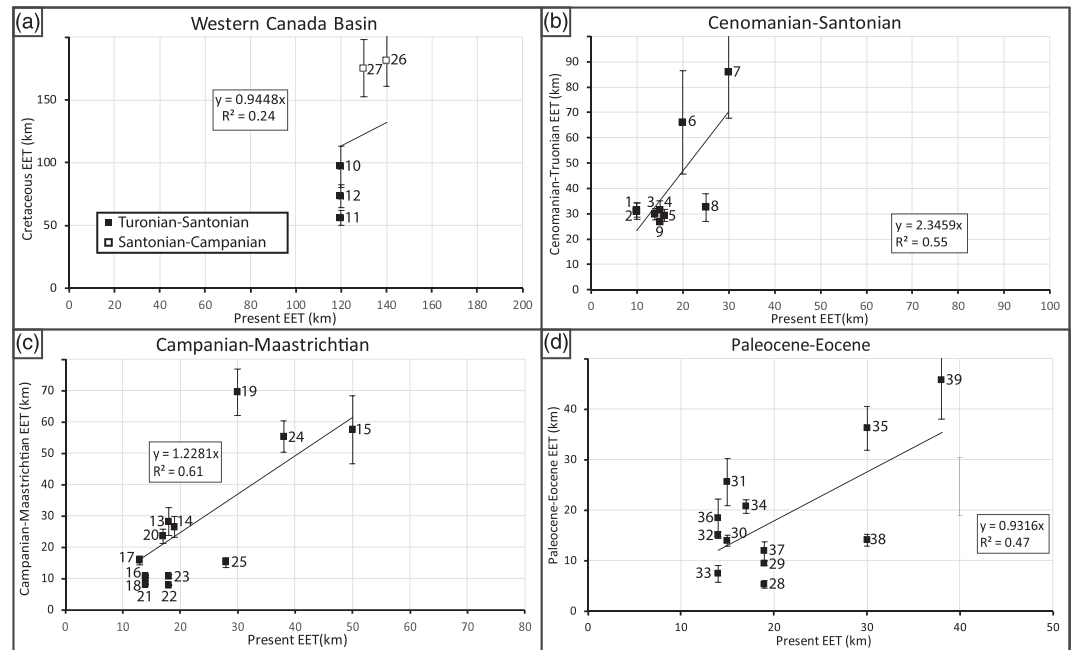 (a)
Western Canada Basin
Cretaceous EET (km)
150
100
50
0
y = 0.9448x
R² = 0.24
27
26
10
12
11
Turonian-Santonian
Santonian-Campanian
0 20 40 60 80 100 120 140 160 180 200
Present EET (km)
(b)
Cenomanian-Santonian
Cenomanian-Truonian EET (km)
90
80
70
60
50
40
30
20
10
0
7
6
1
2
3
4
5
9
8
y = 2.3459x
R² = 0.55
0 10 20 30 40 50 60 70 80 90 100
Present EET(km)
(c)
Campanian-Maastrichtian
Campanian-Maastrichtian EET (km)
70
60
50
40
30
20
10
0
y = 1.2281x
R² = 0.61
19
24
15
13
14
20
17
16
18
21
23
22
25
0 10 20 30 40 50 60 70 80
Present EET(km)
(d)
Paleocene-Eocene
Paleocene-Eocene EET (km)
40
30
20
10
0
39
35
31
34
36
32
30
33
37
29
28
38
y = 0.9316x
R² = 0.47
0 10 20 30 40 50
Present EET (km)